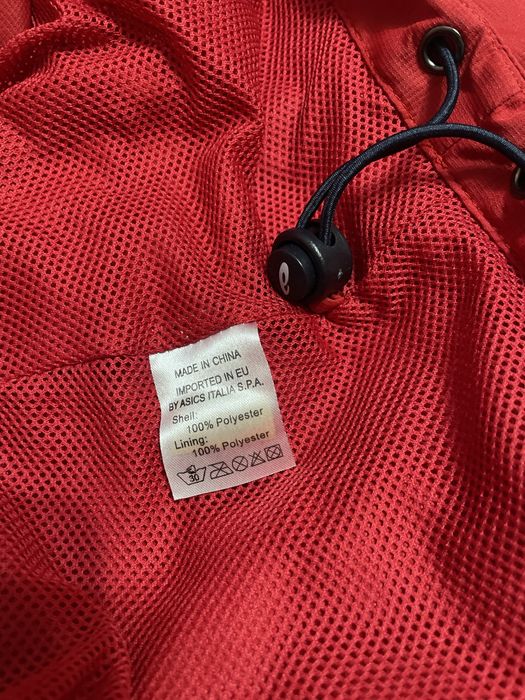 MADE IN CHINA
IMPORTED IN EU
BY ASICS ITALIA S.P.A.
Shell:
100% Polyester
Lining:
100% Polyester
30